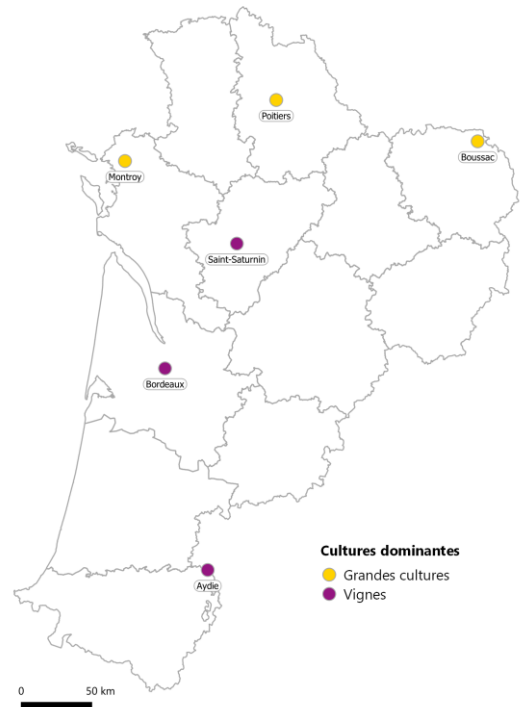 Poitiers
Boussac
Montroy
Saint-Saturnin
Bordeaux
Cultures dominantes
Grandes cultures
Vignes
Aydie
0 50 km